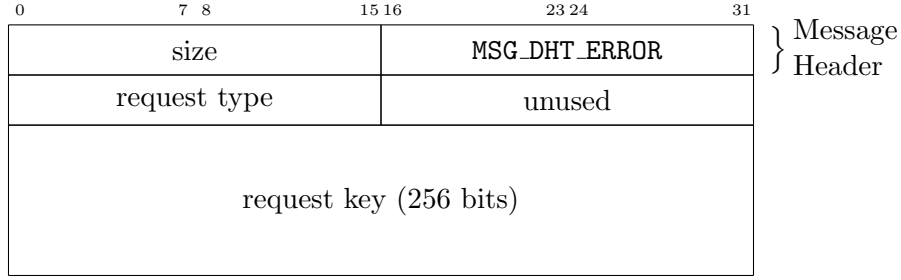 0 7 8 15 16 23 24 31
size MSG_DHT_ERROR Message
Header
request type unused
request key (256 bits)